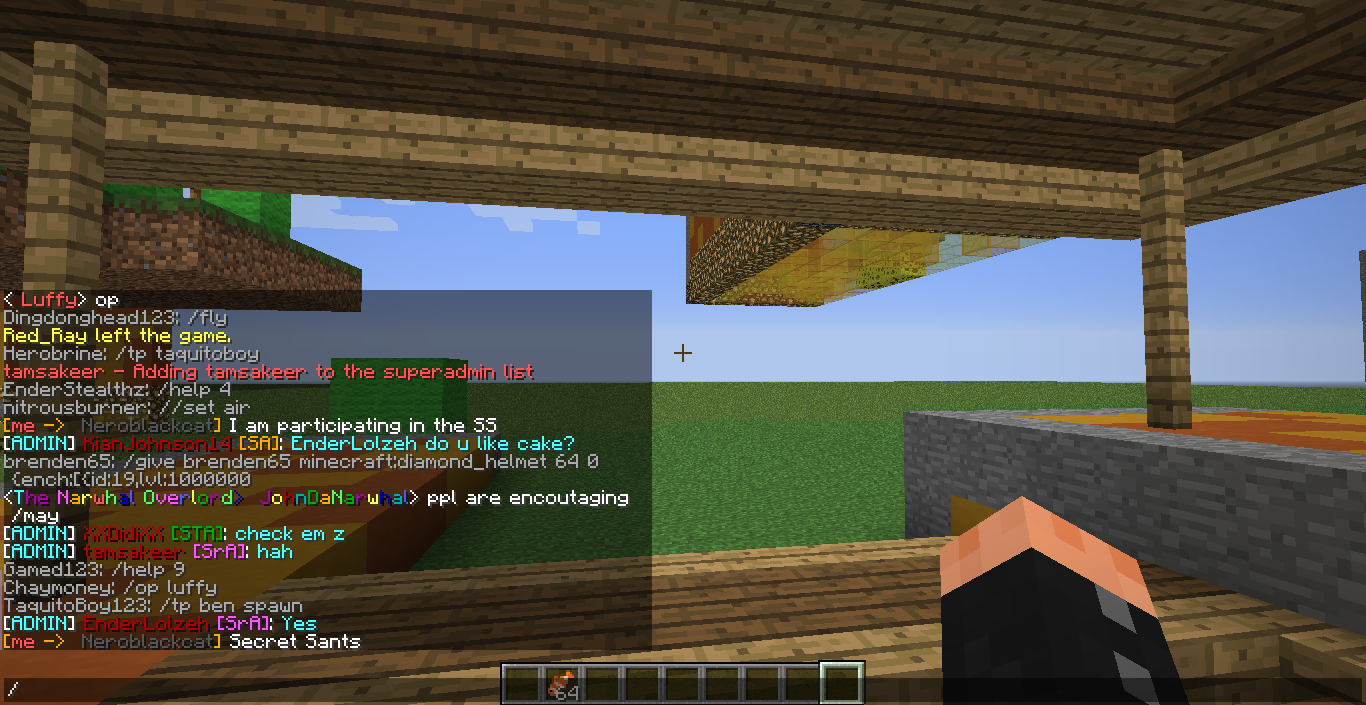 < Luffy> op
Dingdonghead123: /fly
Red_Ray left the game.
Herobrine: /tp taquitoboy
tamsakeer - Adding tamsakeer to the superadmin list
EnderStealthz: /help 4
nitrousburner: //set air
[me -> Neroblackcat] I am participating in the SS
[ADMIN] KianJohnson14 [SA]: EnderLolzeh do u like cake?
brenden65: /give brenden65 minecraft:diamond_helmet 64 0
{ench:[{id:19,lvl:1000000
<The Narwhal Overlord> JohnDaNarwhal> ppl are encoutaging
/may
[ADMIN] XXDidiXX [STA]: check em z
[ADMIN] tamsakeer [SrA]: hah
Gamed123: /help 9
Chaymoney: /op luffy
TaquitoBoy123: /tp ben spawn
[ADMIN] EnderLolzeh [SrA]: Yes
[me -> Neroblackcat] Secret Sants
64
/